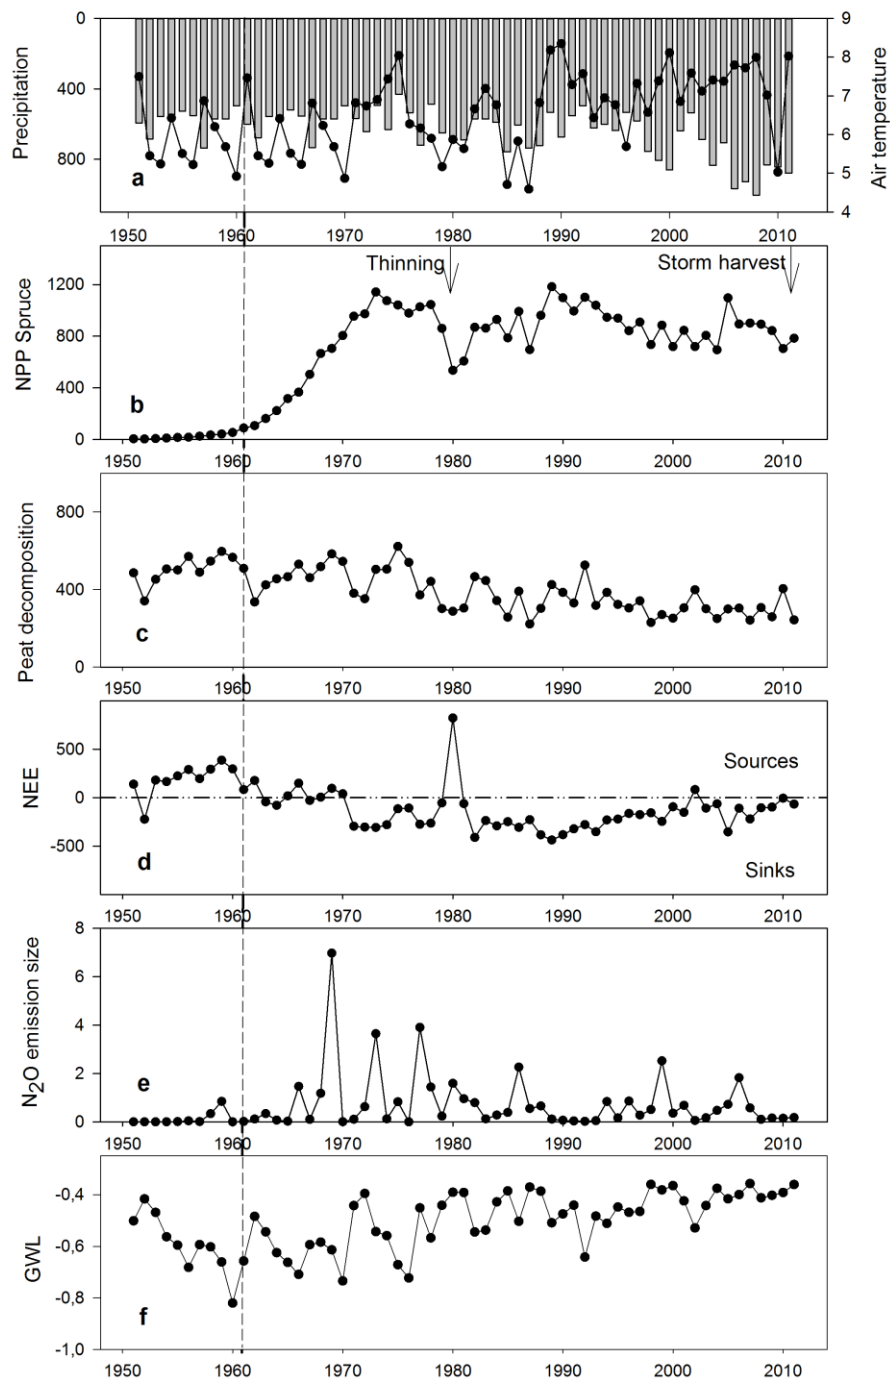 0 9
400 8
7
800 6
5
4
Precipitation
Air temperature
a
1950 1960 1970 1980 1990 2000 2010
1200
800
400
0
NPP Spruce
Thinning
Storm harvest
b
1950 1960 1970 1980 1990 2000 2010
800
400
0
Peat decomposition
c
1950 1960 1970 1980 1990 2000 2010
500
0
-500
NEE
Sources
Sinks
d
1950 1960 1970 1980 1990 2000 2010
8
6
4
2
0
N2O emission size
e
1950 1960 1970 1980 1990 2000 2010
-0,4
-0,6
-0,8
-1,0
GWL
f
1950 1960 1970 1980 1990 2000 2010